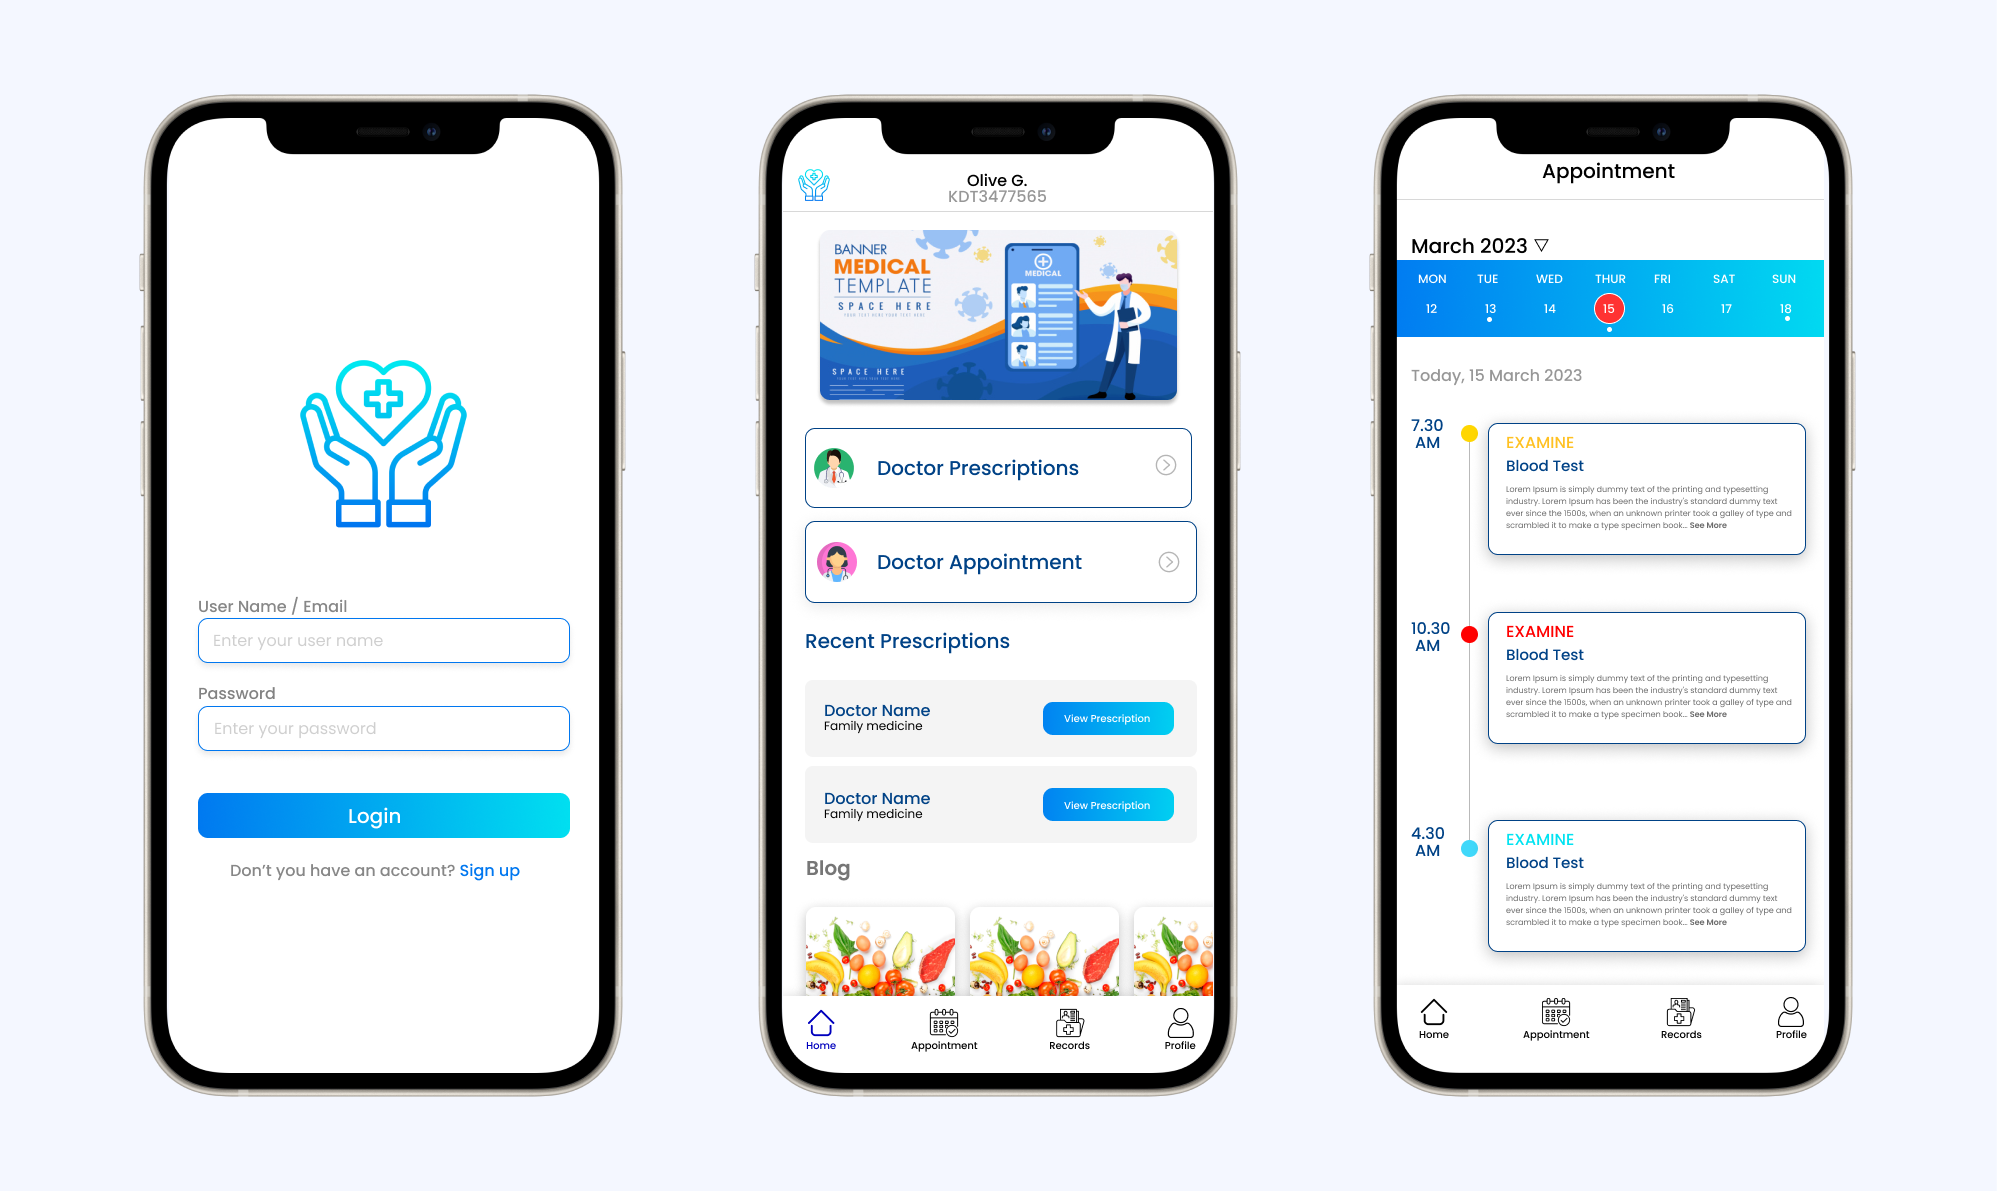 User Name / Email
Enter your user name
Password
Enter your password
Login
Don't you have an account? Sign up
Olive G.
KDT3477565
BANNER
MEDICAL
TEMPLATE
SPACE HERE
YOUR TEXT HERE YOUR TEXT HERE
MEDICAL
SPACE HERE
Doctor Prescriptions
Doctor Appointment
Recent Prescriptions
Doctor Name
Family medicine
View Prescription
Doctor Name
Family medicine
View Prescription
Blog
Home
Appointment
Records
Profile
Appointment
March 2023
MON TUE WED THUR FRI SAT SUN
12 13 14 15 16 17 18
Today, 15 March 2023
7.30
AM
EXAMINE
Blood Test
Lorem Ipsum is simply dummy text of the printing and typesetting
industry. Lorem Ipsum has been the industry's standard dummy text
ever since the 1500s, when an unknown printer took a galley of type and
scrambled it to make a type specimen book... See More
10.30
AM
EXAMINE
Blood Test
Lorem Ipsum is simply dummy text of the printing and typesetting
industry. Lorem Ipsum has been the industry's standard dummy text
ever since the 1500s, when an unknown printer took a galley of type and
scrambled it to make a type specimen book... See More
4.30
AM
EXAMINE
Blood Test
Lorem Ipsum is simply dummy text of the printing and typesetting
industry. Lorem Ipsum has been the industry's standard dummy text
ever since the 1500s, when an unknown printer took a galley of type and
scrambled it to make a type specimen book... See More
Home
Appointment
Records
Profile